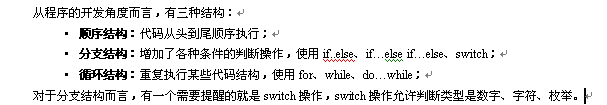 从程序的开发角度而言，有三种结构：
• 顺序结构：代码从头到尾顺序执行；
• 分支结构：增加了各种条件的判断操作，使用 if..else、if…else if…else、switch；
• 循环结构：重复执行某些代码结构，使用 for、while、do…while；
对于分支结构而言，有一个需要提醒的就是 switch 操作，switch 操作允许判断类型是数字、字符、枚举。